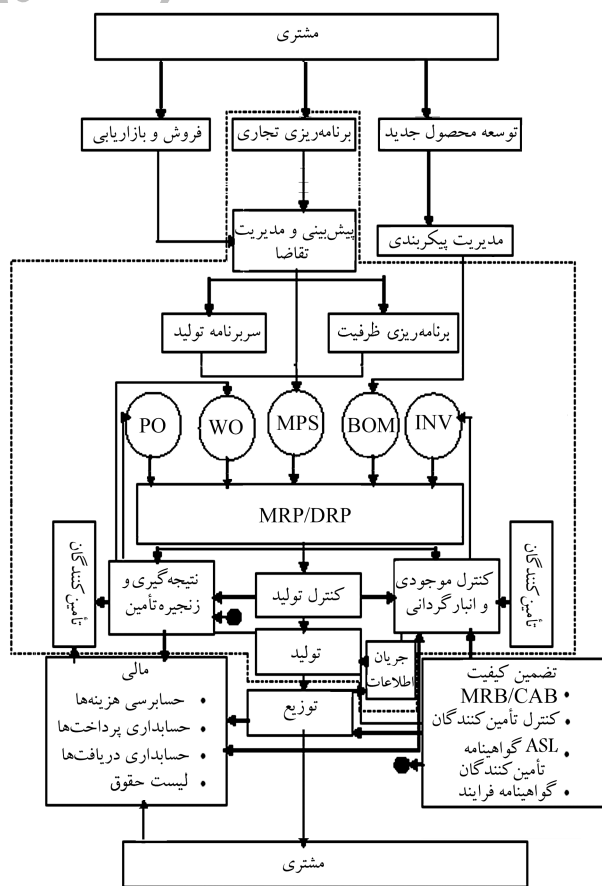 مشتری
فروش و بازاریابی
برنامه‌ریزی تجاری
توسعه محصول جدید
پیش‌بینی و مدیریت
تقاضا
مدیریت پیکربندی
سربرنامه تولید
برنامه‌ریزی ظرفیت
PO
WO
MPS
BOM
INV
MRP/DRP
تأمین کنندگان
نتیجه‌گیری و
زنجیره تأمین
کنترل تولید
کنترل موجودی
و انبارگردانی
تأمین کنندگان
تولید
جریان
اطلاعات
توزیع
مالی
• حسابرسی هزینه‌ها
• حسابداری پرداخت‌ها
• حسابداری دریافت‌ها
• لیست حقوق
تضمین کیفیت
• MRB/CAB
• کنترل تأمین‌کنندگان
• ASL گواهینامه
تأمین‌کنندگان
• گواهینامه فرایند
مشتری